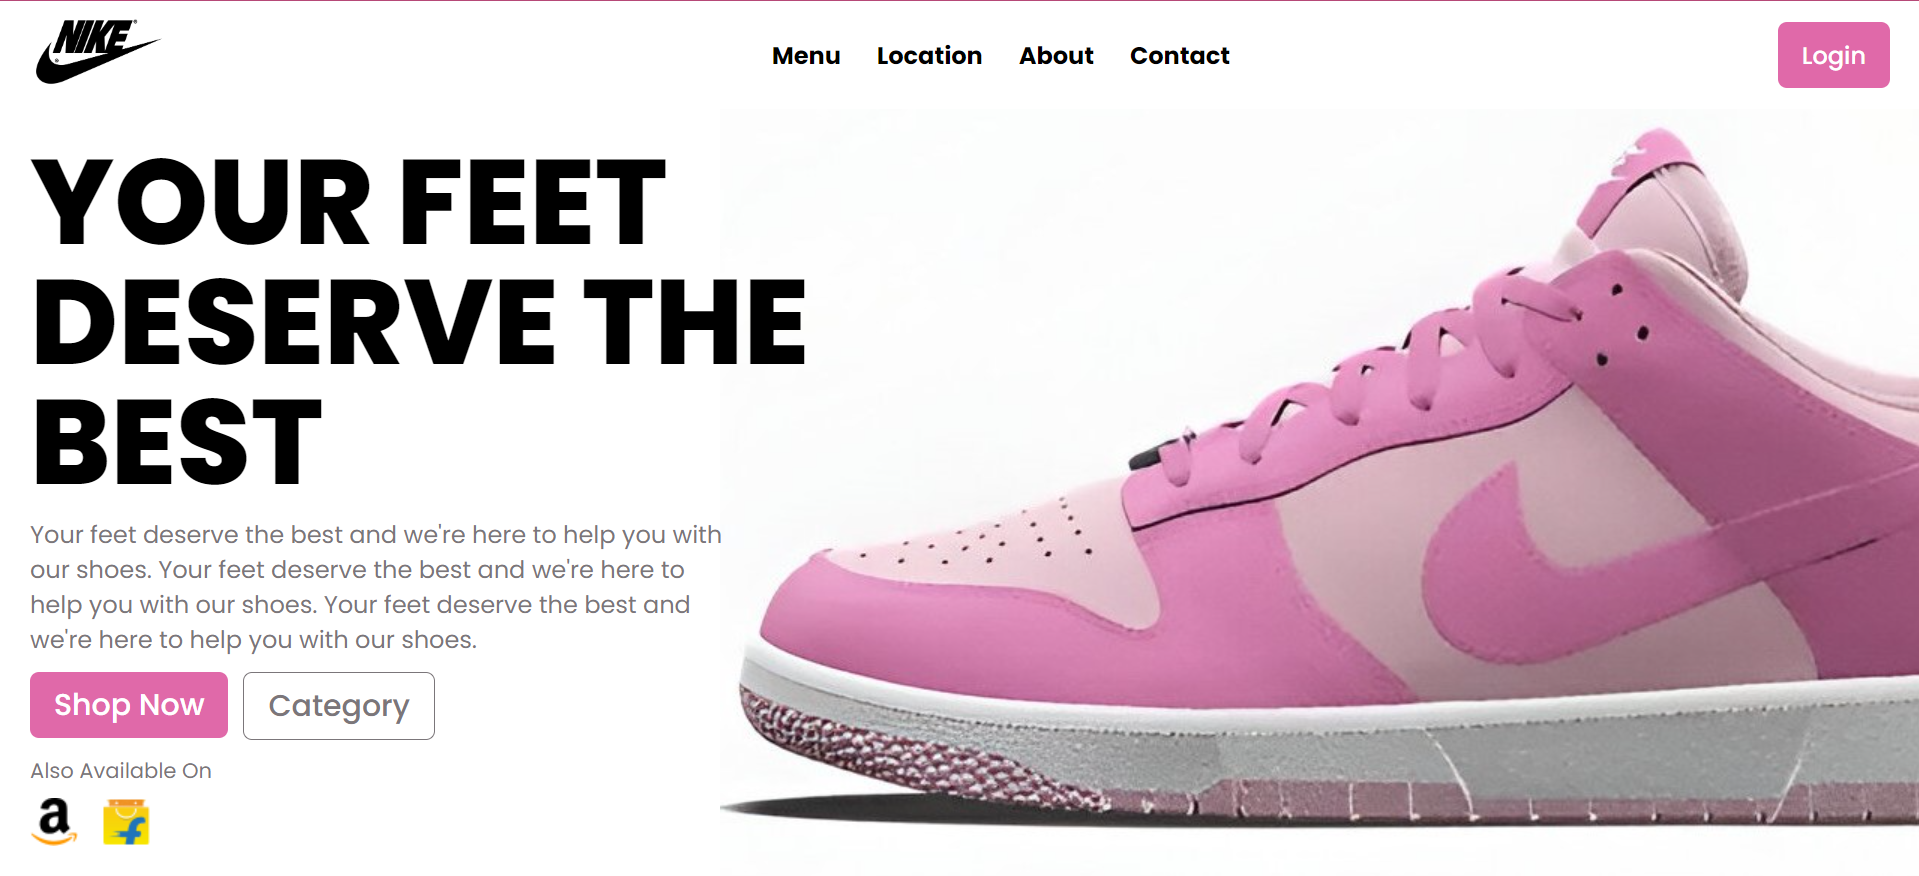 NIKE
Menu Location About Contact
Login
YOUR FEET
DESERVE THE
BEST
Your feet deserve the best and we're here to help you with
our shoes. Your feet deserve the best and we're here to
help you with our shoes. Your feet deserve the best and
we're here to help you with our shoes.
Shop Now Category
Also Available On
a f